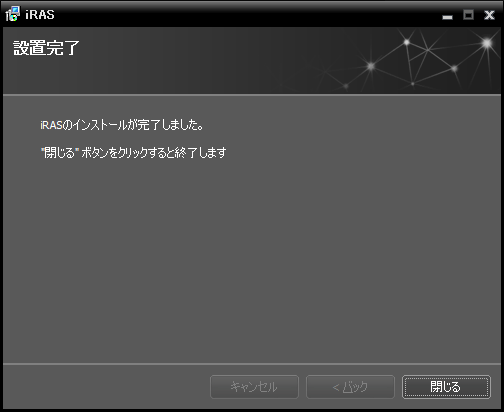 iRAS
設置完了
iRASのインストールが完了しました。
"閉じる" ボタンをクリックすると終了します
キャンセル
< バック
閉じる